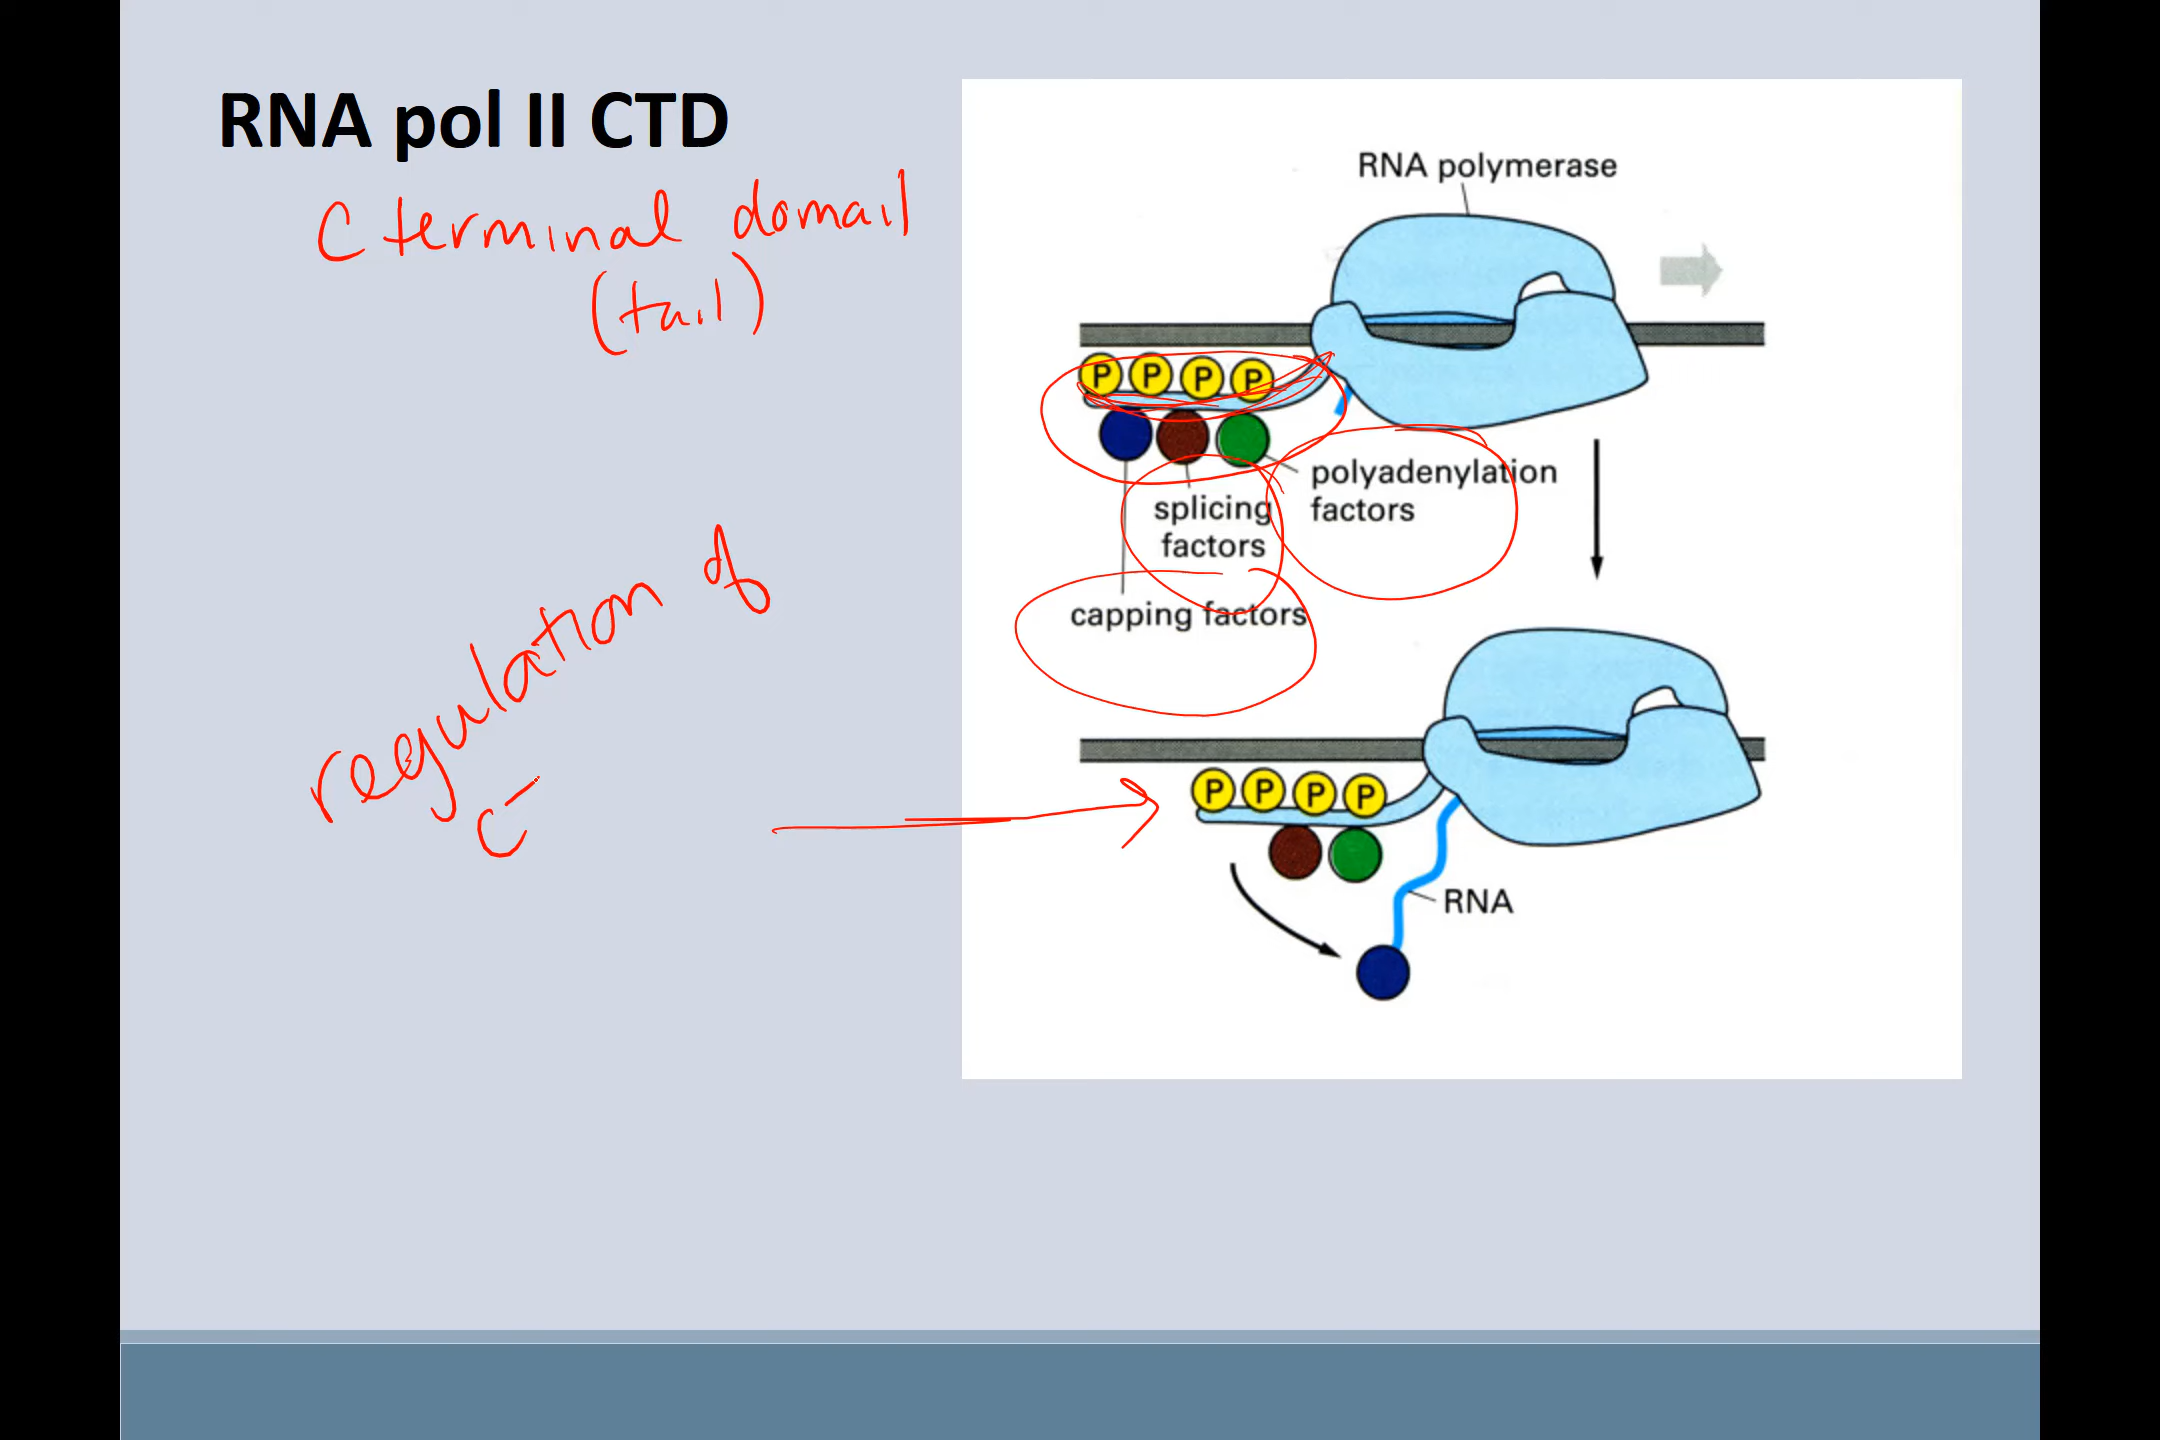 RNA pol II CTD
C terminal domail
(tail)
regulation of
C
RNA polymerase
P P P P
polyadenylation
factors
splicing
factors
capping factors
P P P P
RNA